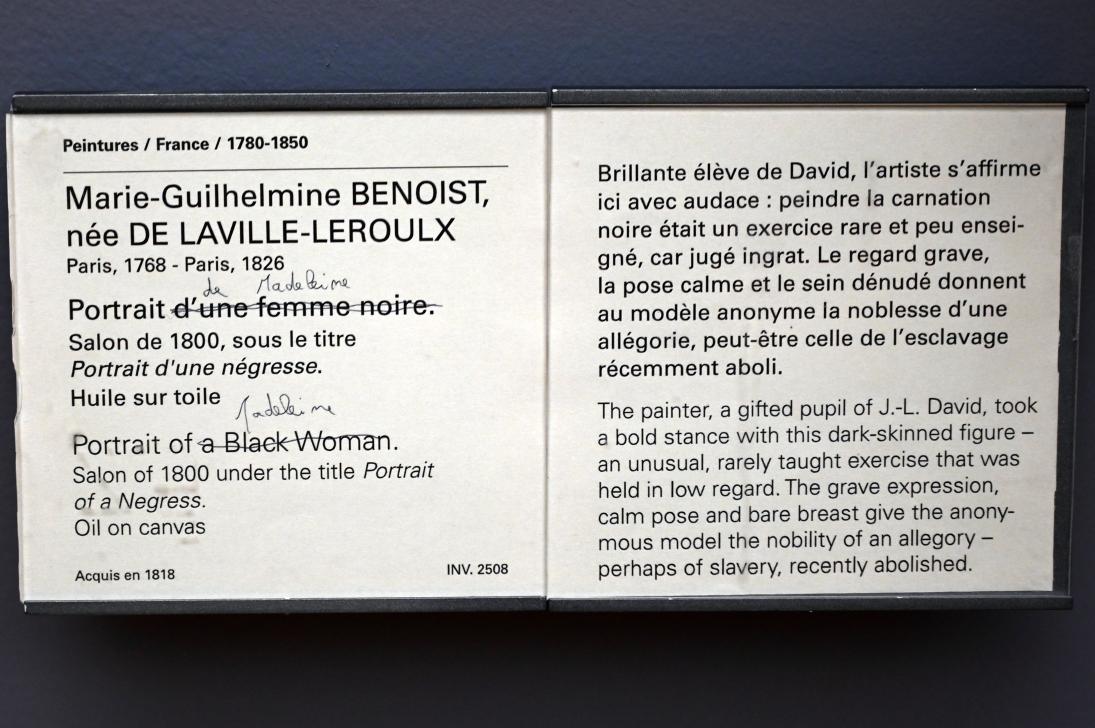 Peintures / France / 1780-1850
Marie-Guilhelmine BENOIST,
née DE LAVILLE-LEROULX
Paris, 1768 - Paris, 1826
de Madeleine
Portrait d'une femme noire.
Salon de 1800, sous le titre
Portrait d'une négresse.
Huile sur toile
Madeleine
Portrait of a Black Woman.
Salon of 1800 under the title Portrait
of a Negress.
Oil on canvas
Acquis en 1818
INV. 2508
Brillante élève de David, l'artiste s'affirme
ici avec audace : peindre la carnation
noire était un exercice rare et peu ensei-
gné, car jugé ingrat. Le regard grave,
la pose calme et le sein dénudé donnent
au modèle anonyme la noblesse d'une
allégorie, peut-être celle de l'esclavage
récemment aboli.
The painter, a gifted pupil of J.-L. David, took
a bold stance with this dark-skinned figure –
an unusual, rarely taught exercise that was
held in low regard. The grave expression,
calm pose and bare breast give the anony-
mous model the nobility of an allegory –
perhaps of slavery, recently abolished.